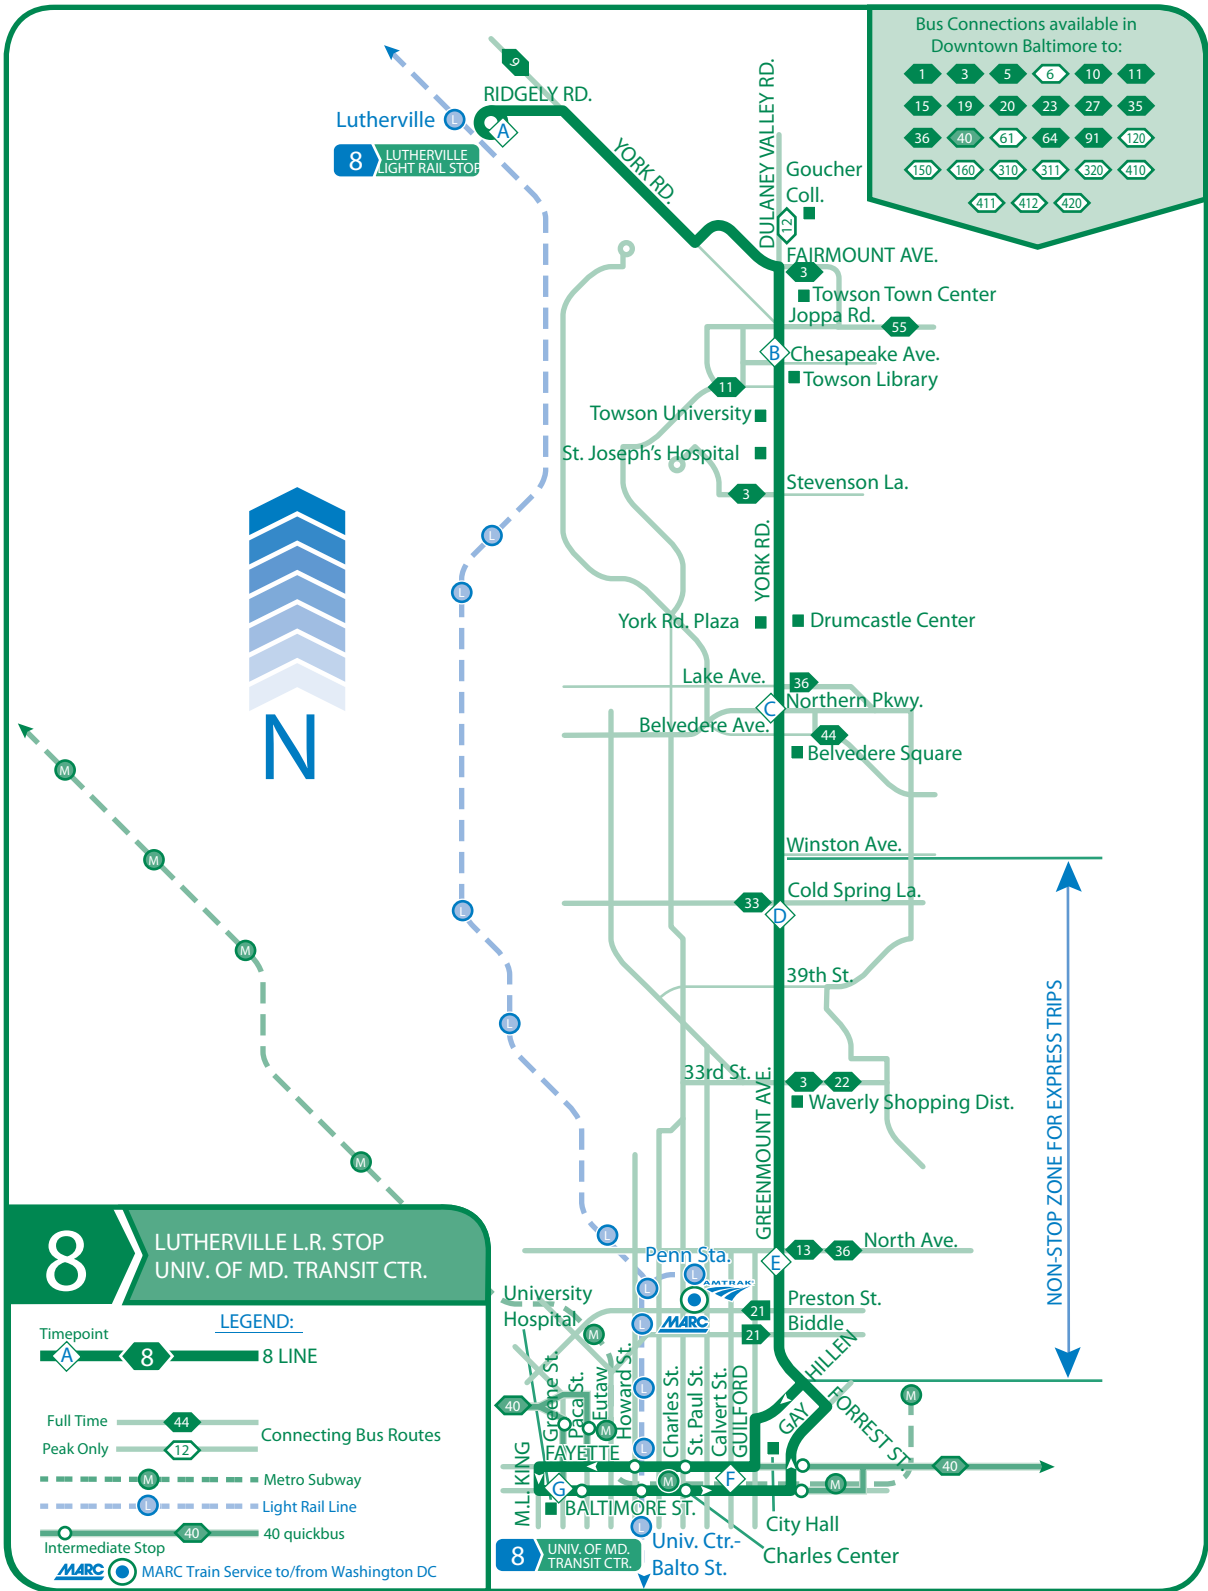 Bus Connections available in
Downtown Baltimore to:
1 3 5 6 10 11
15 19 20 23 27 35
36 40 61 64 91 120
150 160 310 311 320 410
411 412 420
9
RIDGELY RD.
Lutherville L
A
8 LUTHERVILLE
LIGHT RAIL STOP
YORK RD.
DULANEY VALLEY RD.
Goucher
Coll.
12
FAIRMOUNT AVE.
3
Towson Town Center
Joppa Rd.
55
B Chesapeake Ave.
Towson Library
11
Towson University
St. Joseph's Hospital
Stevenson La.
3
L
YORK RD.
L
York Rd. Plaza
Drumcastle Center
Lake Ave.
36
C Northern Pkwy.
Belvedere Ave.
44
Belvedere Square
N
M
M
M
M
Winston Ave.
Cold Spring La.
33
D
L
39th St.
L
NON-STOP ZONE FOR EXPRESS TRIPS
33rd St.
3 22
Waverly Shopping Dist.
GREENMOUNT AVE.
L
13 36 North Ave.
E
Penn Sta.
L
L
AMTRAK
MARC
L
21 Preston St.
21 Biddle
University
Hospital
M
HILLEN
GAY
FORREST ST.
M
L
40
Greene St.
Paca St.
Eutaw
Howard St.
Charles St.
St. Paul St.
Calvert St.
GUILFORD
M
L
FAYETTE
40
M.L. KING
G
M
F
M
BALTIMORE ST.
City Hall
Charles Center
L
Univ. Ctr.-
Balto St.
8 UNIV. OF MD.
TRANSIT CTR.
8
LUTHERVILLE L.R. STOP
UNIV. OF MD. TRANSIT CTR.
LEGEND:
Timepoint
A 8 8 LINE
Full Time 44
Peak Only 12
Connecting Bus Routes
M Metro Subway
L Light Rail Line
40 40 quickbus
Intermediate Stop
MARC MARC Train Service to/from Washington DC